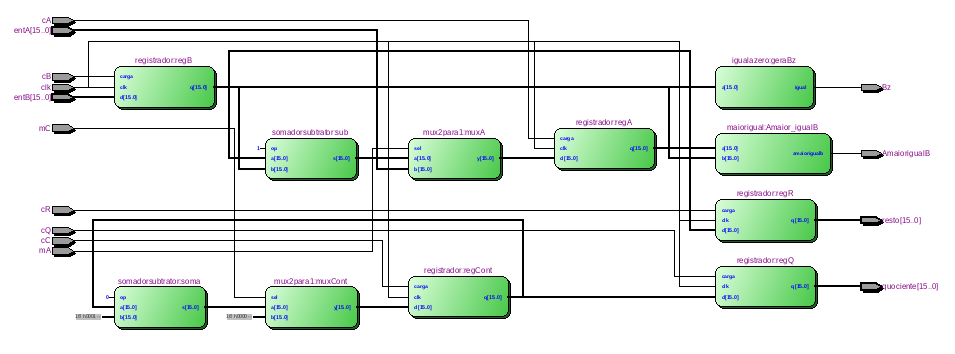 cA
entA[15..0]
registrador:regB
igualazero:geraBz
cB
carga
clk
clk
q[15..0]
a[15..0]
igual
Bz
entB[15..0]
d[15..0]
registrador:regA
mC
somadorsubtrator:sub
mux2para1:muxA
maiorigual:Amaior_igualB
carga
1
op
sel
clk
q[15..0]
a[15..0]
a[15..0]
s[15..0]
a[15..0]
y[15..0]
d[15..0]
b[15..0]
amaiorigualb
AmaiorigualB
b[15..0]
b[15..0]
registrador:regR
cR
carga
clk
q[15..0]
resto[15..0]
cQ
d[15..0]
cC
mA
registrador:regCont
registrador:regQ
somadorsubtrator:soma
mux2para1:muxCont
carga
carga
clk
q[15..0]
quociente[15..0]
0
op
sel
clk
q[15..0]
d[15..0]
a[15..0]
s[15..0]
a[15..0]
y[15..0]
d[15..0]
b[15..0]
b[15..0]